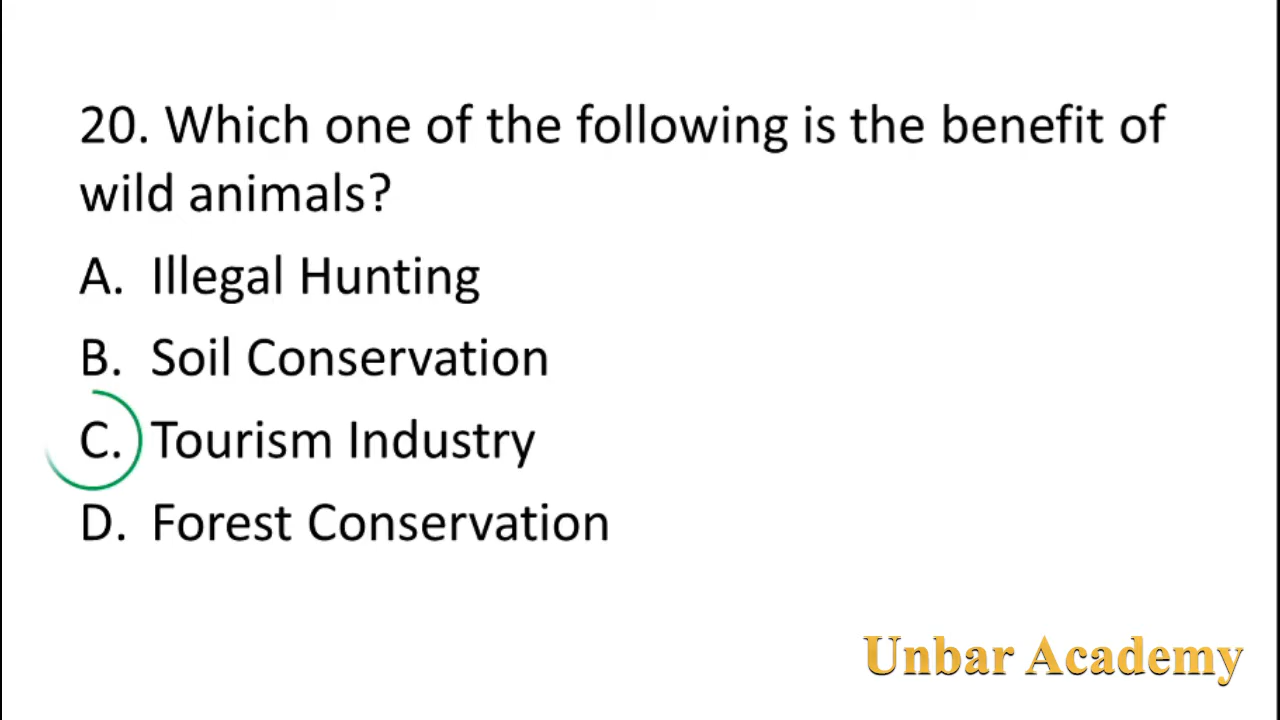 20. Which one of the following is the benefit of
wild animals?
A. Illegal Hunting
B. Soil Conservation
C. Tourism Industry
D. Forest Conservation
Unbar Academy